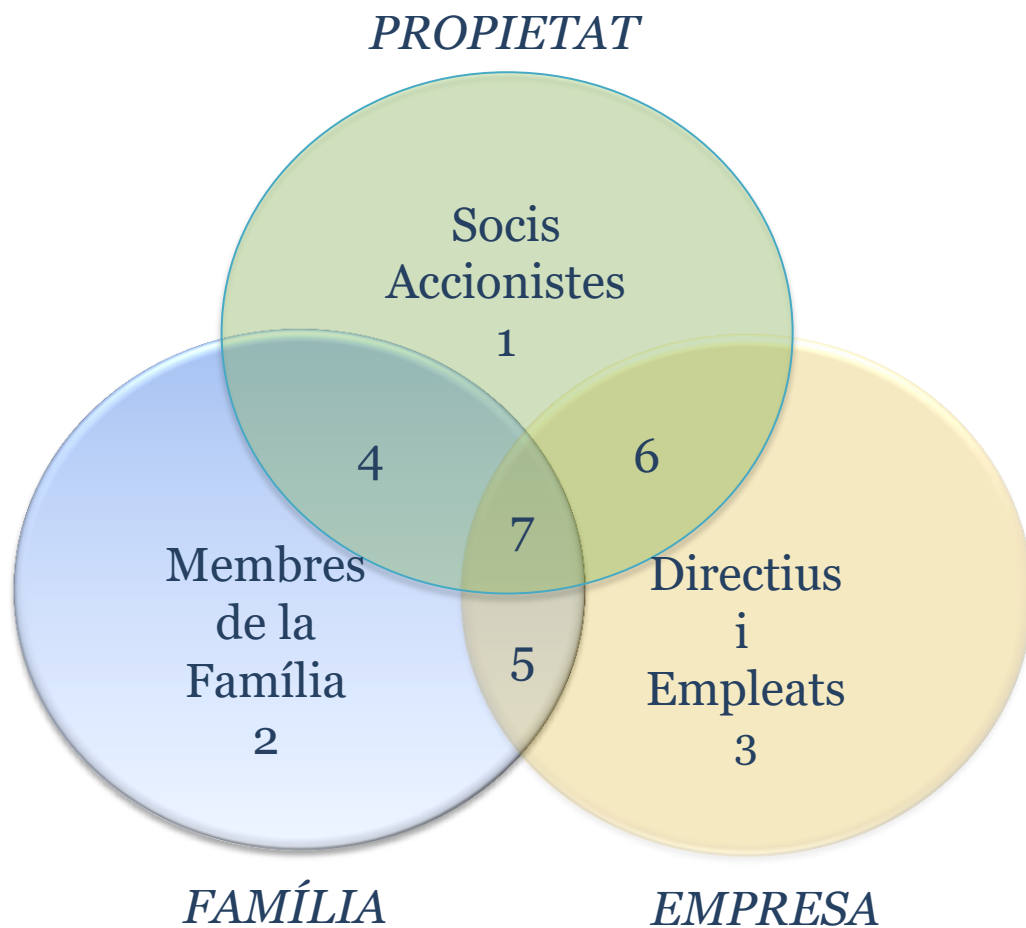 PROPIETAT
Socis
Accionistes
1
4
6
7
Membres
de la
Família
2
5
Directius
i
Empleats
3
FAMÍLIA
EMPRESA